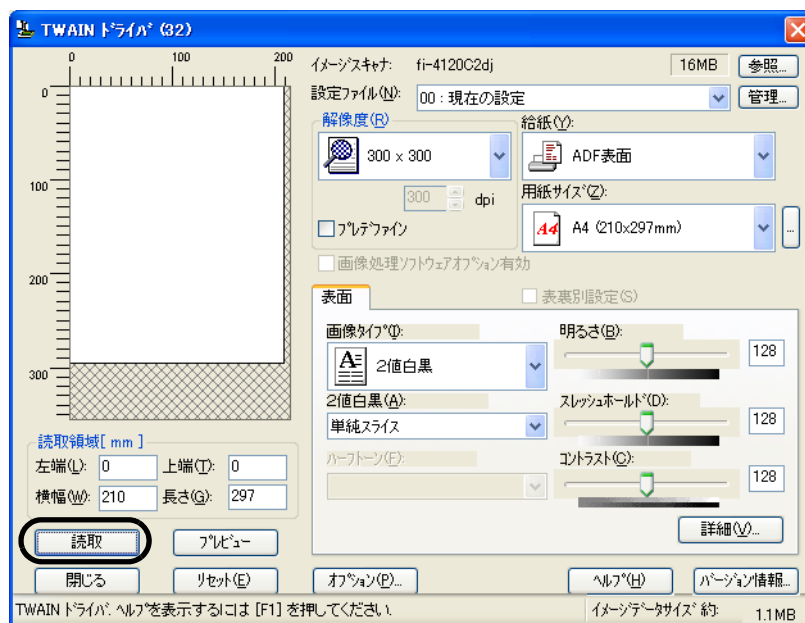 TWAIN ﾄﾞﾗｲﾊﾞ (32)
0 100 200
0
100
200
300
イメージスキャナ: fi-4120C2dj 16MB 参照...
設定ファイル(N): 00 : 現在の設定 管理...
解像度(R)
300 × 300
300 dpi
プレデファイン
給紙(Y):
ADF表面
用紙サイズ(Z):
A4 A4 (210x297mm) ...
画像処理ソフトウェアオプション有効
表面 表裏別設定(S)
画像タイプ(I):
A 2値白黒
2値白黒(A):
単純スライス
ハーフトーン(F):
明るさ(B):
128
スレッシュホールド(D):
128
コントラスト(C):
128
詳細(V)...
読取領域[ mm ]
左端(L): 0 上端(T): 0
横幅(W): 210 長さ(G): 297
読取 プレビュー
閉じる リセット(E) オプション(P)... ヘルプ(H) バージョン情報...
TWAIN ドライバ. ヘルプを表示するには [F1] を押してください. イメージデータサイズ 約: 1.1MB